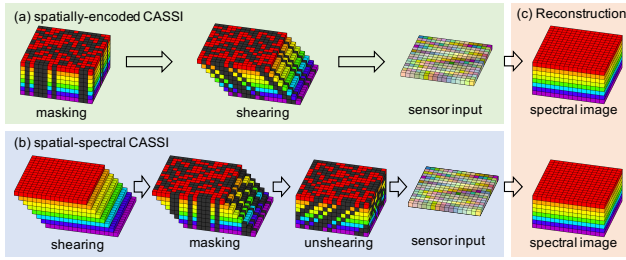 (a) spatially-encoded CASSI
(c) Reconstruction
masking
shearing
sensor input
spectral image
(b) spatial-spectral CASSI
shearing
masking
unshearing
sensor input
spectral image